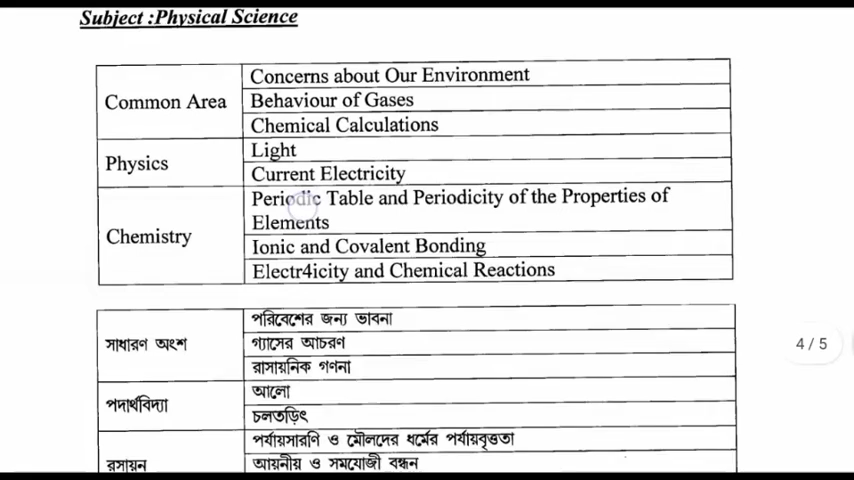 Subject :Physical Science
Common Area
Concerns about Our Environment
Behaviour of Gases
Chemical Calculations
Physics
Light
Current Electricity
Chemistry
Periodic Table and Periodicity of the Properties of
Elements
Ionic and Covalent Bonding
Electr4icity and Chemical Reactions
সাধারণ অংশ
পরিবেশের জন্য ভাবনা
গ্যাসের আচরণ
রাসায়নিক গণনা
পদার্থবিদ্যা
আলো
চলতড়িৎ
রসায়ন
পর্যায়সারণি ও মৌলদের ধর্মের পর্যায়বৃত্ততা
আয়নীয় ও সমযোজী বন্ধন
4 / 5